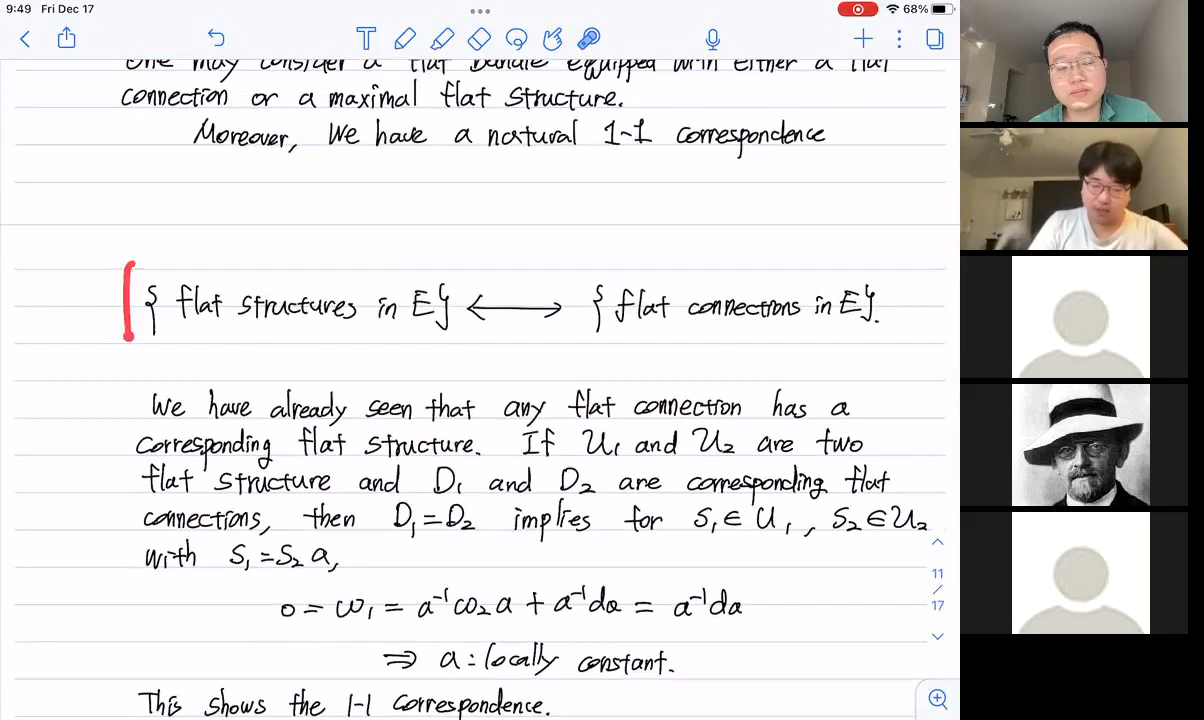 9:49 Fri Dec 17
68%
One may consider a flat bundle equipped with either a flat
connection or a maximal flat structure.
Moreover, We have a natural 1-1 correspondence
{ flat structures in E} ⟷ { flat connections in E}.
We have already seen that any flat connection has a
corresponding flat structure. If U₁ and U₂ are two
flat structure and D₁ and D₂ are corresponding flat
connections, then D₁=D₂ implies for S₁∈U₁, S₂∈U₂
with S₁=S₂a,
0 = ω₁ = a⁻¹ω₂a + a⁻¹da = a⁻¹da
⇒ a : locally constant.
This shows the 1-1 correspondence.
11
/
17